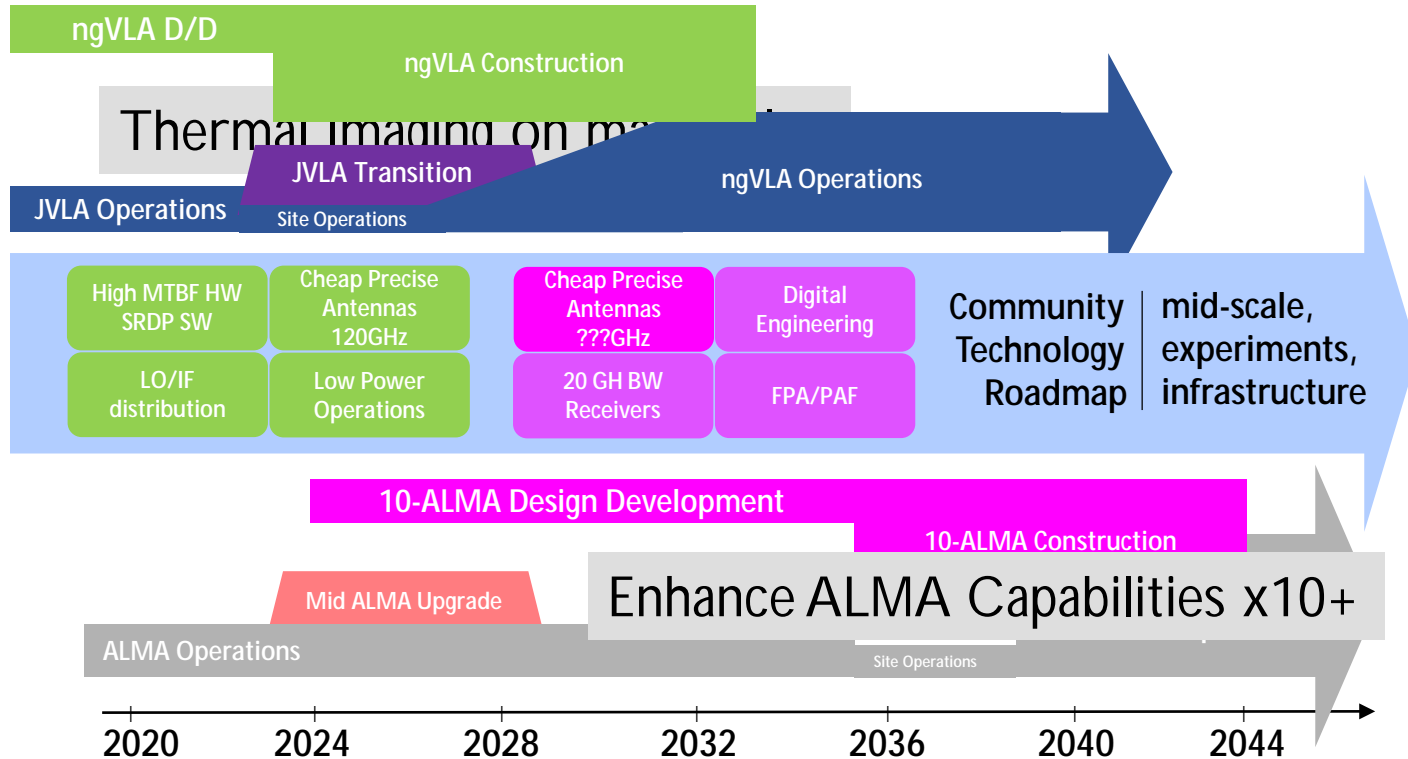 ngVLA D/D
ngVLA Construction
Thermal Imaging on
JVLA Transition
ngVLA Operations
JVLA Operations
Site Operations
High MTBF HW
SRDP SW
Cheap Precise
Antennas
120GHz
Cheap Precise
Antennas
???GHz
Digital
Engineering
LO/IF
distribution
Low Power
Operations
20 GH BW
Receivers
FPA/PAF
Community
Technology
Roadmap
mid-scale,
experiments,
infrastructure
10-ALMA Design Development
10-ALMA Construction
Mid ALMA Upgrade
Enhance ALMA Capabilities x10+
ALMA Operations
Site Operations
2020 2024 2028 2032 2036 2040 2044